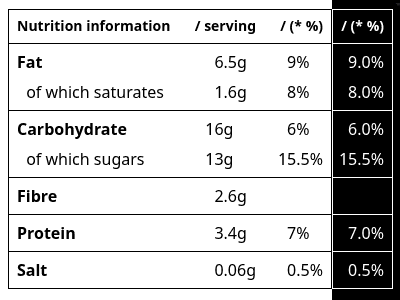 Nutrition information / serving / (* %) / (* %)
Fat 6.5g 9% 9.0%
of which saturates 1.6g 8% 8.0%
Carbohydrate 16g 6% 6.0%
of which sugars 13g 15.5% 15.5%
Fibre 2.6g
Protein 3.4g 7% 7.0%
Salt 0.06g 0.5% 0.5%